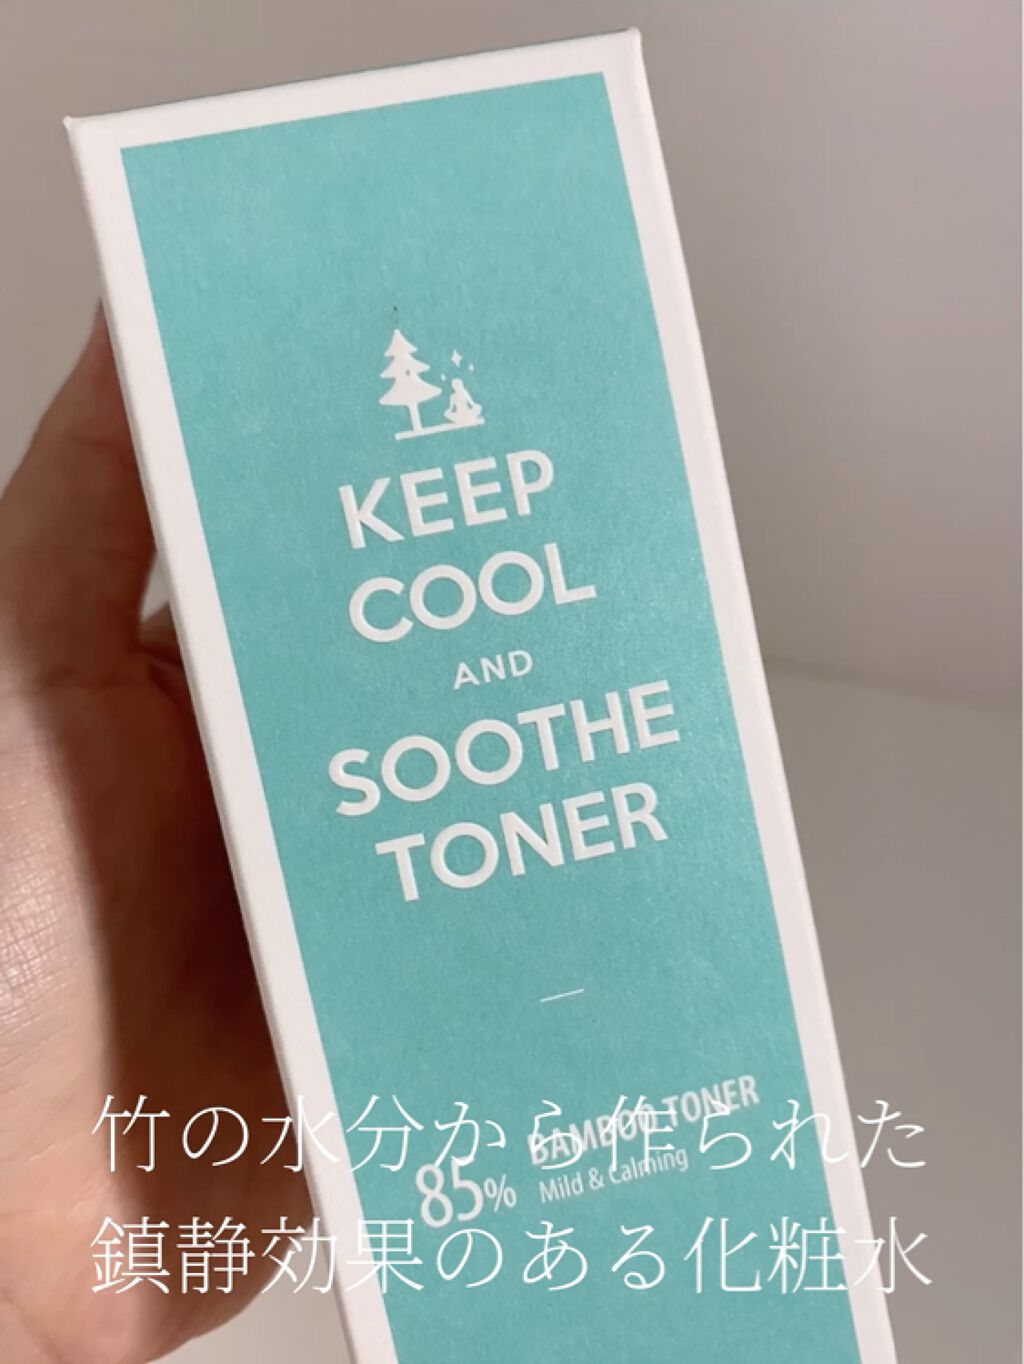 KEEP
COOL
AND
SOOTHE
TONER
85% BAMBOO TONER
Mild & Calming
竹の水分から作られた
鎮静効果のある化粧水